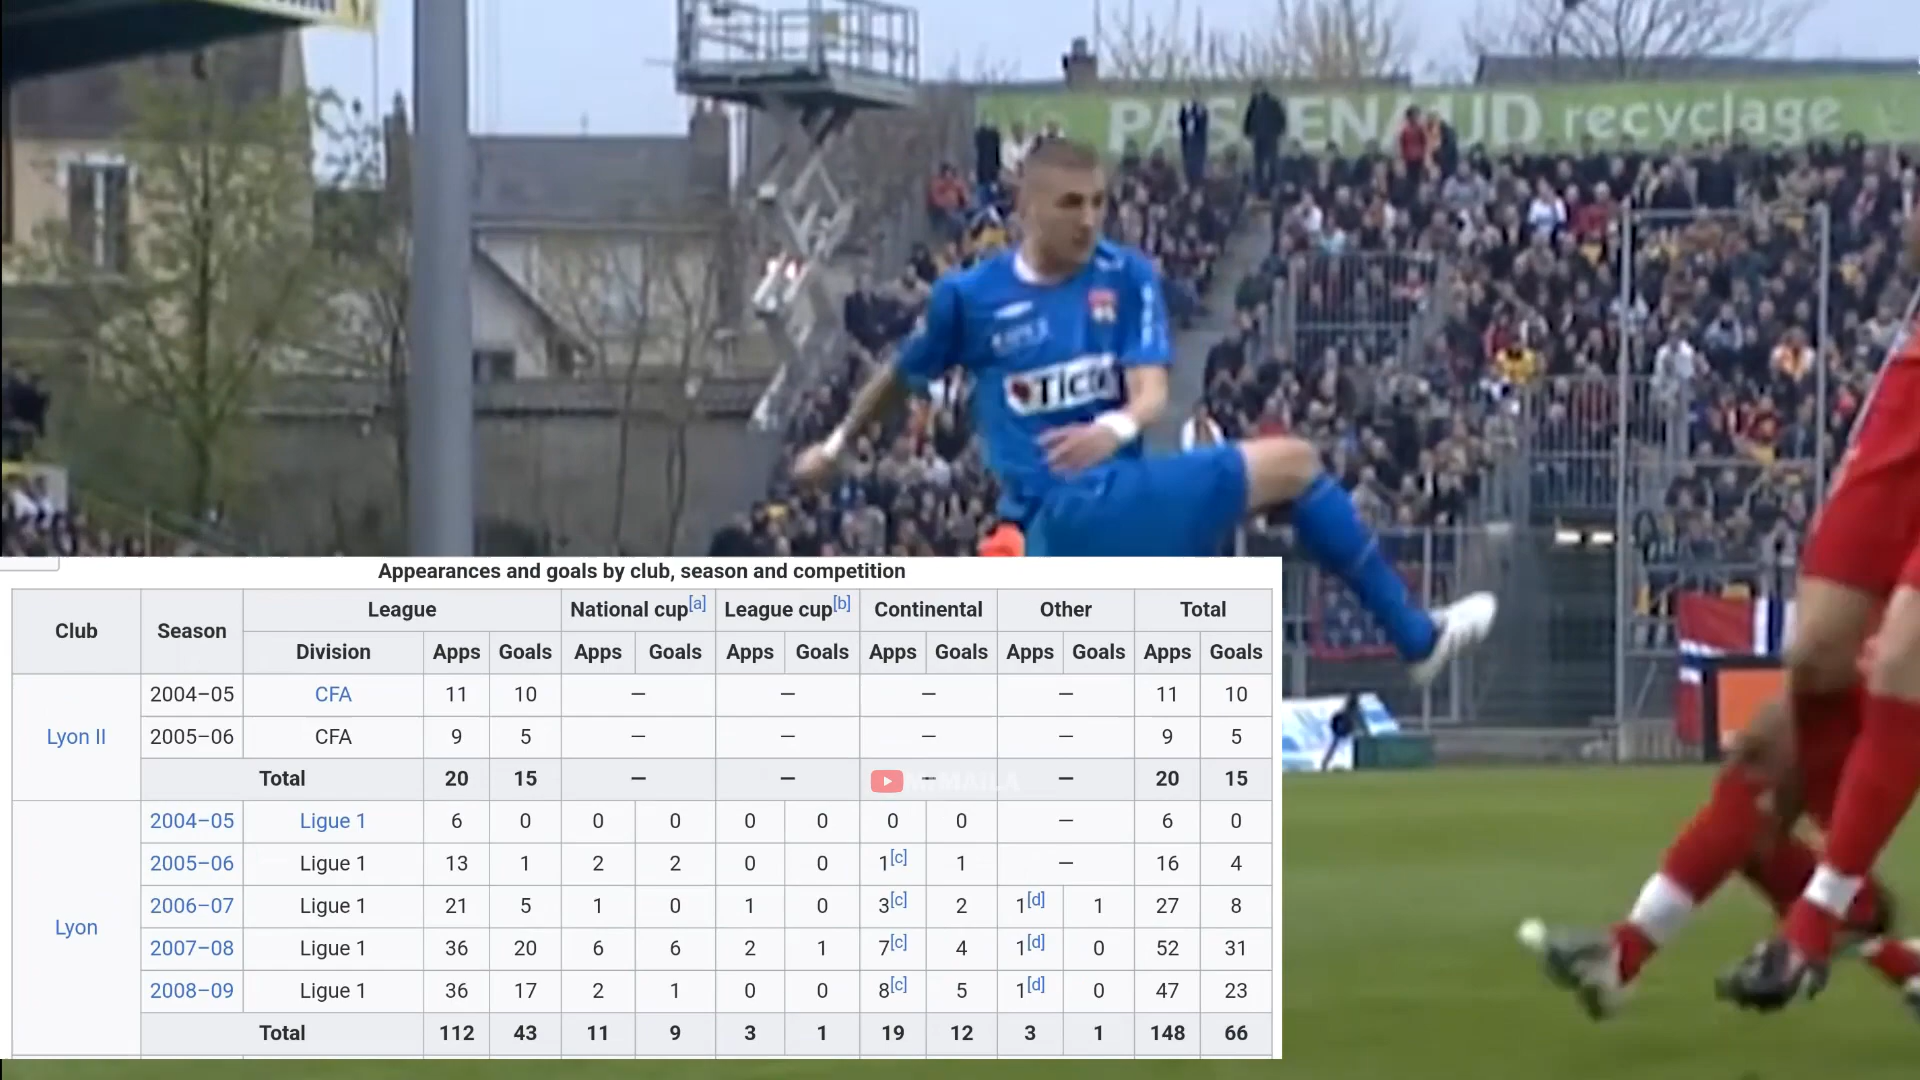 PASSENAUD recyclage
Appearances and goals by club, season and competition
Club Season League National cup[a] League cup[b] Continental Other Total
Division Apps Goals Apps Goals Apps Goals Apps Goals Apps Goals Apps Goals
Lyon II 2004–05 CFA 11 10 — — — — 11 10
2005–06 CFA 9 5 — — — — 9 5
Total 20 15 — — — — 20 15
Lyon 2004–05 Ligue 1 6 0 0 0 0 0 0 0 — 6 0
2005–06 Ligue 1 13 1 2 2 0 0 1[c] 1 — 16 4
2006–07 Ligue 1 21 5 1 0 1 0 3[c] 2 1[d] 1 27 8
2007–08 Ligue 1 36 20 6 6 2 1 7[c] 4 1[d] 0 52 31
2008–09 Ligue 1 36 17 2 1 0 0 8[c] 5 1[d] 0 47 23
Total 112 43 11 9 3 1 19 12 3 1 148 66